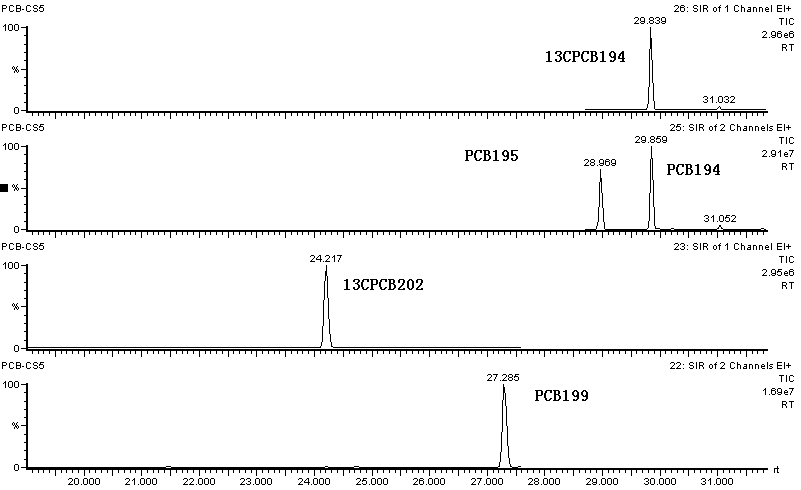 PCB-CS5 26: SIR of 1 Channel EI+
TIC
2.96e6
RT
29.839
13CPCB194
31.032
100
%
0
PCB-CS5 25: SIR of 2 Channels EI+
TIC
2.91e7
RT
29.859
28.969
PCB195
PCB194
31.052
100
%
0
PCB-CS5 23: SIR of 1 Channel EI+
TIC
2.95e6
RT
24.217
13CPCB202
100
%
0
PCB-CS5 22: SIR of 2 Channels EI+
TIC
1.69e7
RT
27.285
PCB199
100
%
0
20.000 21.000 22.000 23.000 24.000 25.000 26.000 27.000 28.000 29.000 30.000 31.000 rt